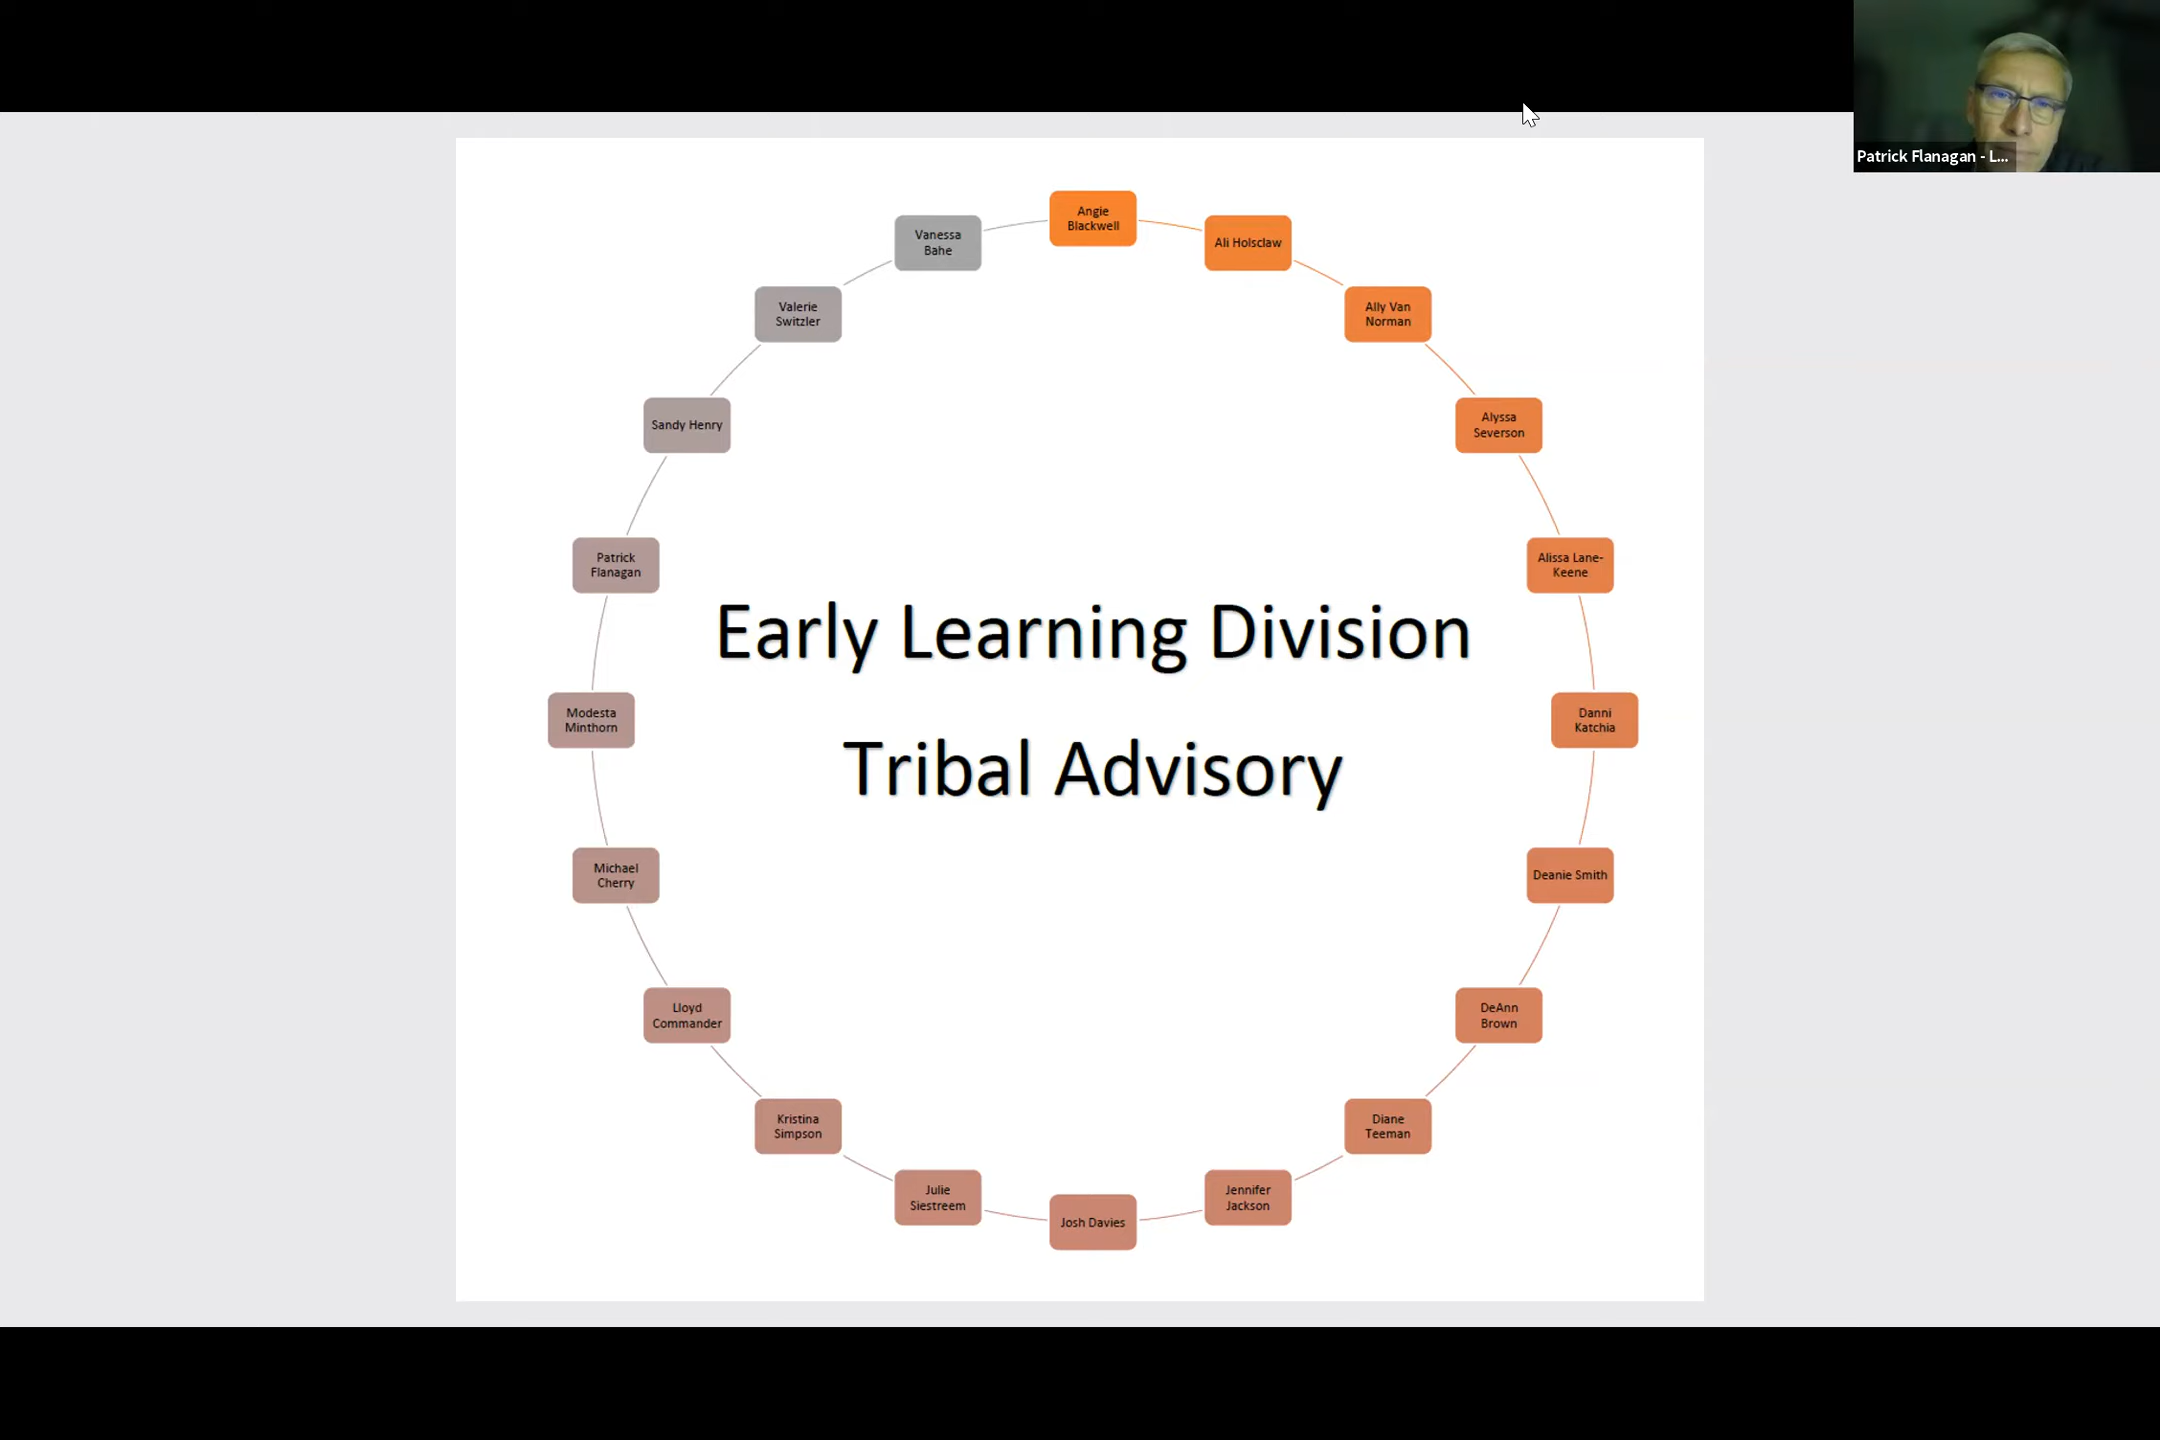 Patrick Flanagan - L...
Angie
Blackwell
Ali Holsclaw
Ally Van
Norman
Alyssa
Severson
Alissa Lane-
Keene
Danni
Katchia
Deanie Smith
DeAnn
Brown
Diane
Teeman
Jennifer
Jackson
Josh Davies
Julie
Siestreem
Kristina
Simpson
Lloyd
Commander
Michael
Cherry
Modesta
Minthorn
Patrick
Flanagan
Sandy Henry
Valerie
Switzler
Vanessa
Bahe
Early Learning Division
Tribal Advisory